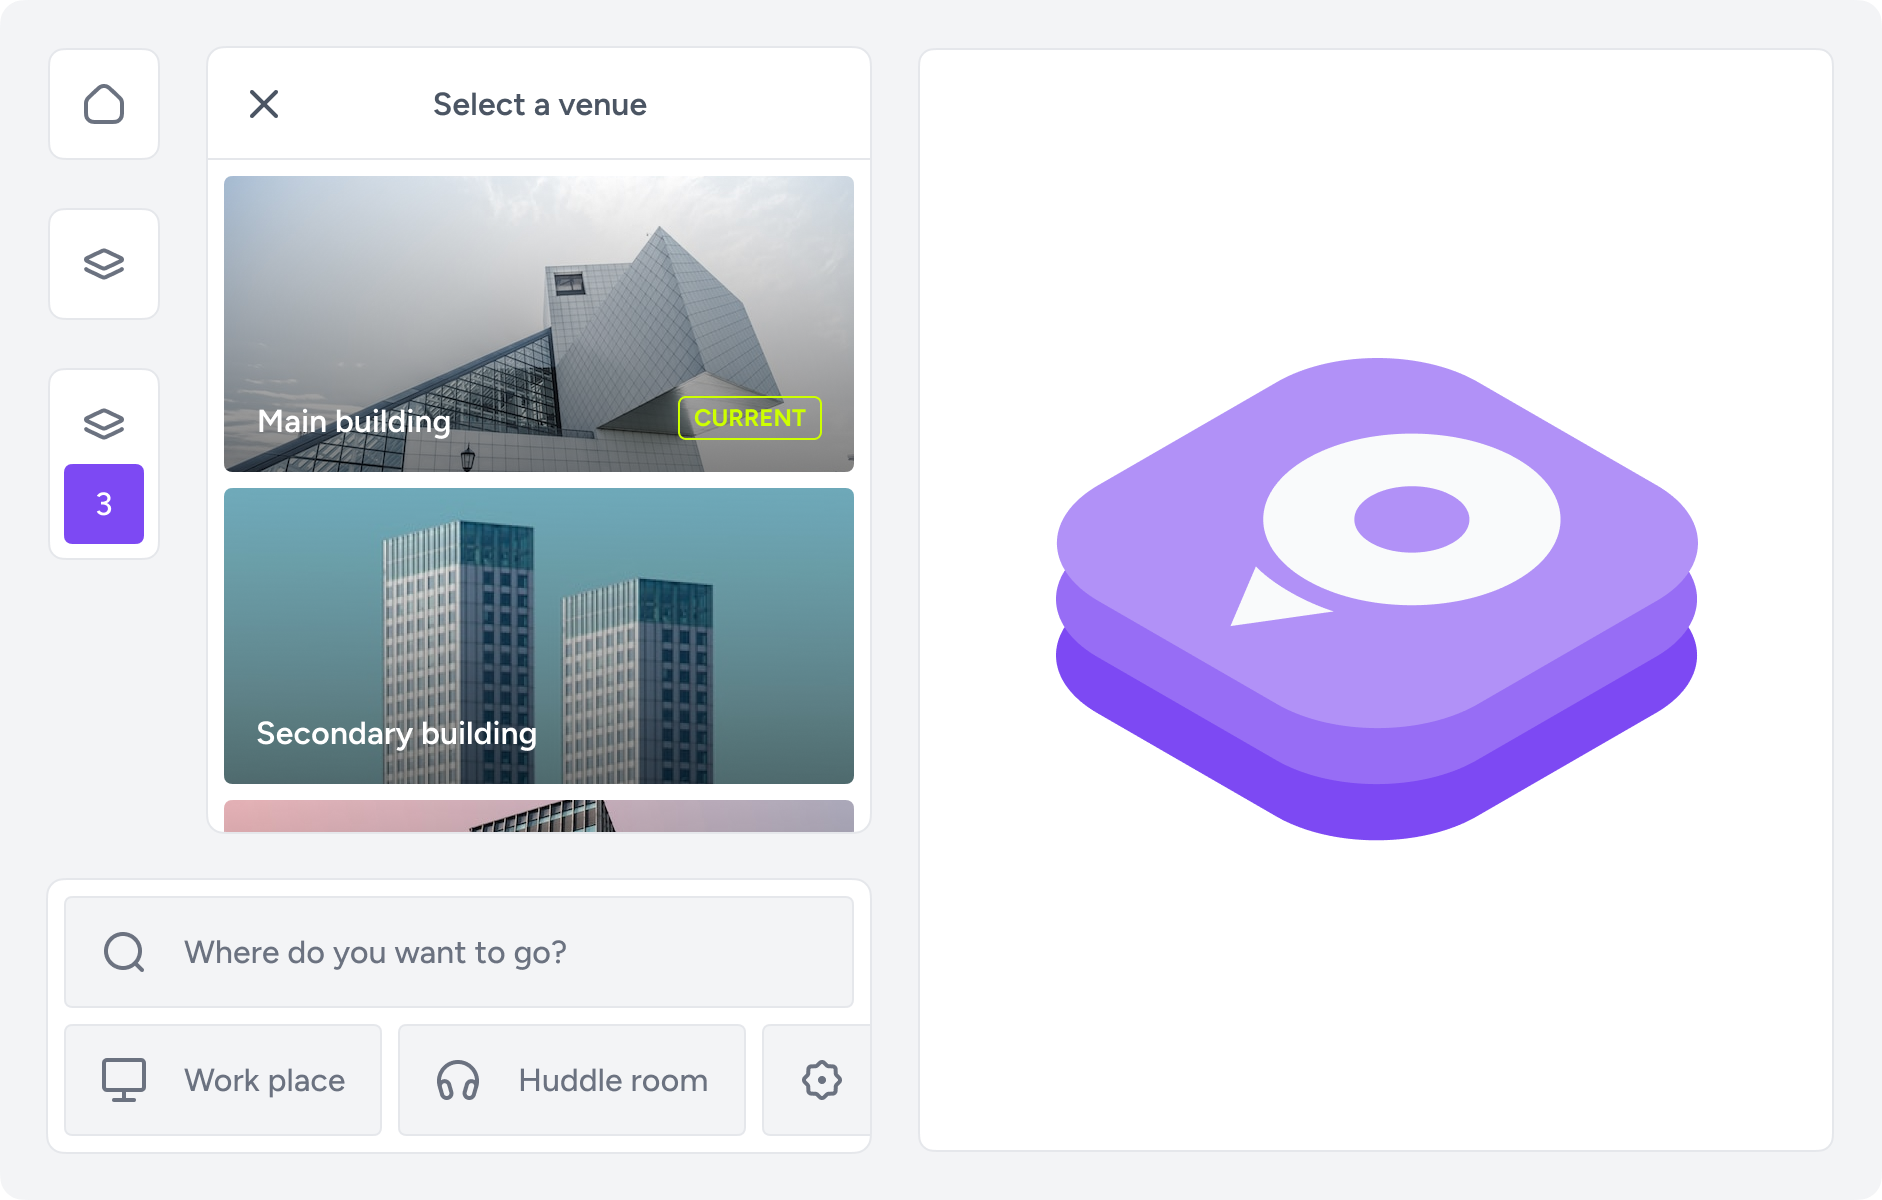 Select a venue
Main building
CURRENT
3
Secondary building
Where do you want to go?
Work place
Huddle room